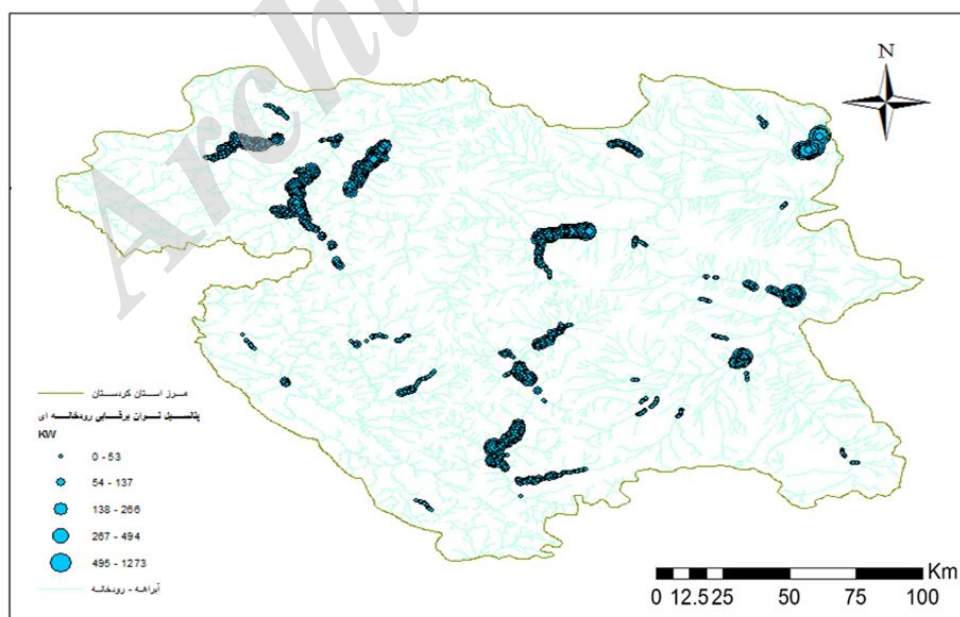 Archi
N
مرز استان کردستان
پتانسیل توان برقابی رودخانه ای
KW
0 - 53
54 - 137
138 - 266
267 - 494
495 - 1273
آبراهه - رودخانه
Km
0 12.5 25 50 75 100